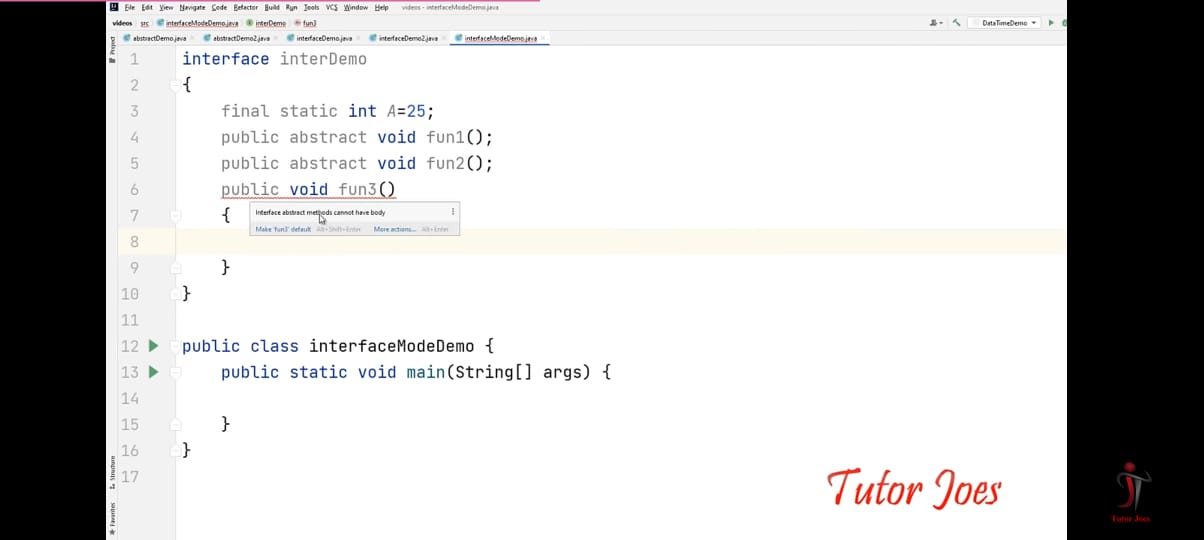 File Edit View Navigate Code Refactor Build Run Tools VCS Window Help videos - interfaceModeDemo.java
videos src interfaceModeDemo.java interDemo fun3 DataTimeDemo
Project abstractDemo.java abstractDemo2.java interfaceDemo.java interfaceDemo2.java interfaceModeDemo.java
1 interface interDemo
2 {
3 final static int A=25;
4 public abstract void fun1();
5 public abstract void fun2();
6 public void fun3()
Interface abstract methods cannot have body
7 {
Make 'fun3' default Alt+Shift+Enter More actions... Alt+Enter
8
9 }
10 }
11
12 public class interfaceModeDemo {
13 public static void main(String[] args) {
14
15 }
16 }
17
Structure
Favorites
Tutor Joes
Tutor Joes